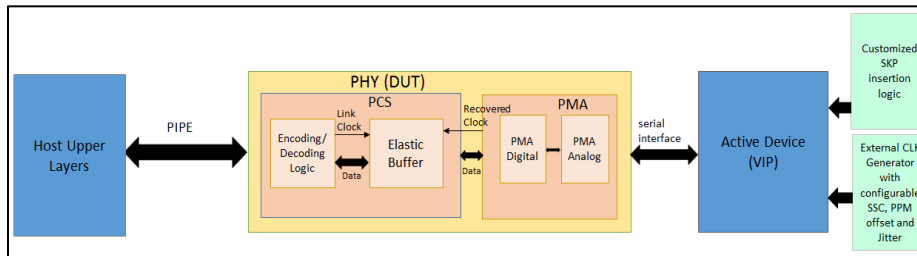 Host Upper
Layers
PIPE
PHY (DUT)
PCS
Link
Clock
Encoding/
Decoding
Logic
Data
Elastic
Buffer
Recovered
Clock
Data
PMA
PMA
Digital
PMA
Analog
serial
interface
Active Device
(VIP)
Customized
SKP
insertion
logic
External CLK
Generator
with
configurable
SSC, PPM
offset and
Jitter